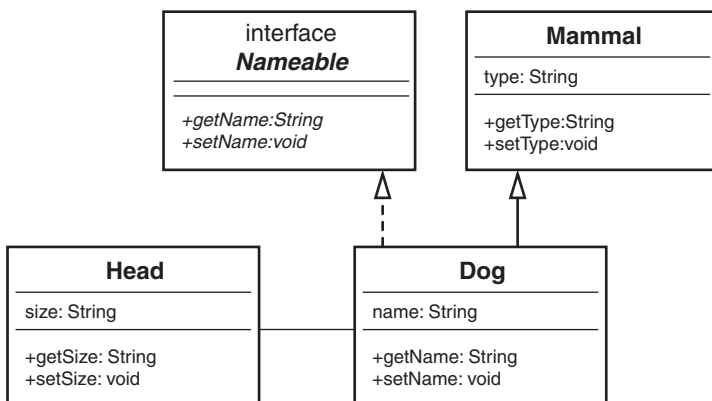 interface
Nameable
+getName:String
+setName:void
Mammal
type: String
+getType:String
+setType:void
Head
size: String
+getSize: String
+setSize: void
Dog
name: String
+getName: String
+setName: void